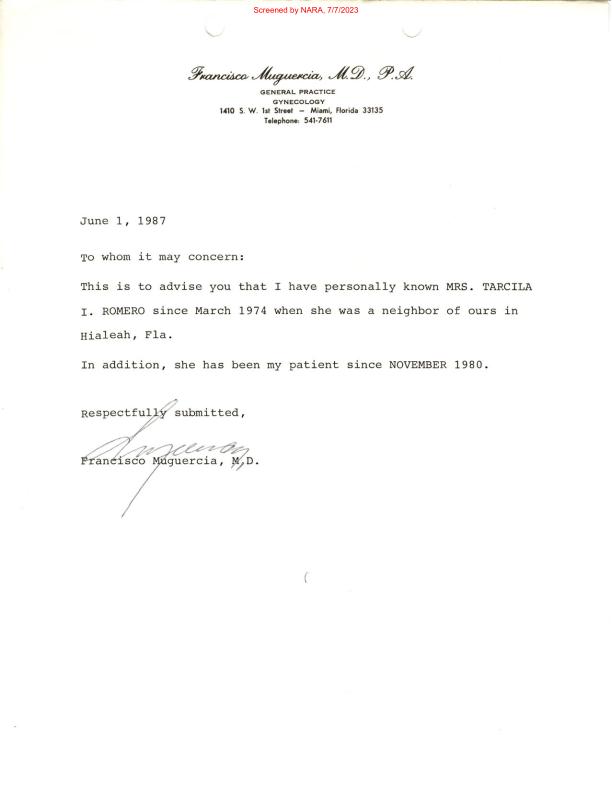 Screened by NARA, 7/7/2023
Francisco Muguercia, M.D., P.A.
GENERAL PRACTICE
GYNECOLOGY
1410 S. W. 1st Street — Miami, Florida 33135
Telephone: 541-7611
June 1, 1987
To whom it may concern:
This is to advise you that I have personally known MRS. TARCILA
I. ROMERO since March 1974 when she was a neighbor of ours in
Hialeah, Fla.
In addition, she has been my patient since NOVEMBER 1980.
Respectfully submitted,
Francisco Muguercia, M.D.